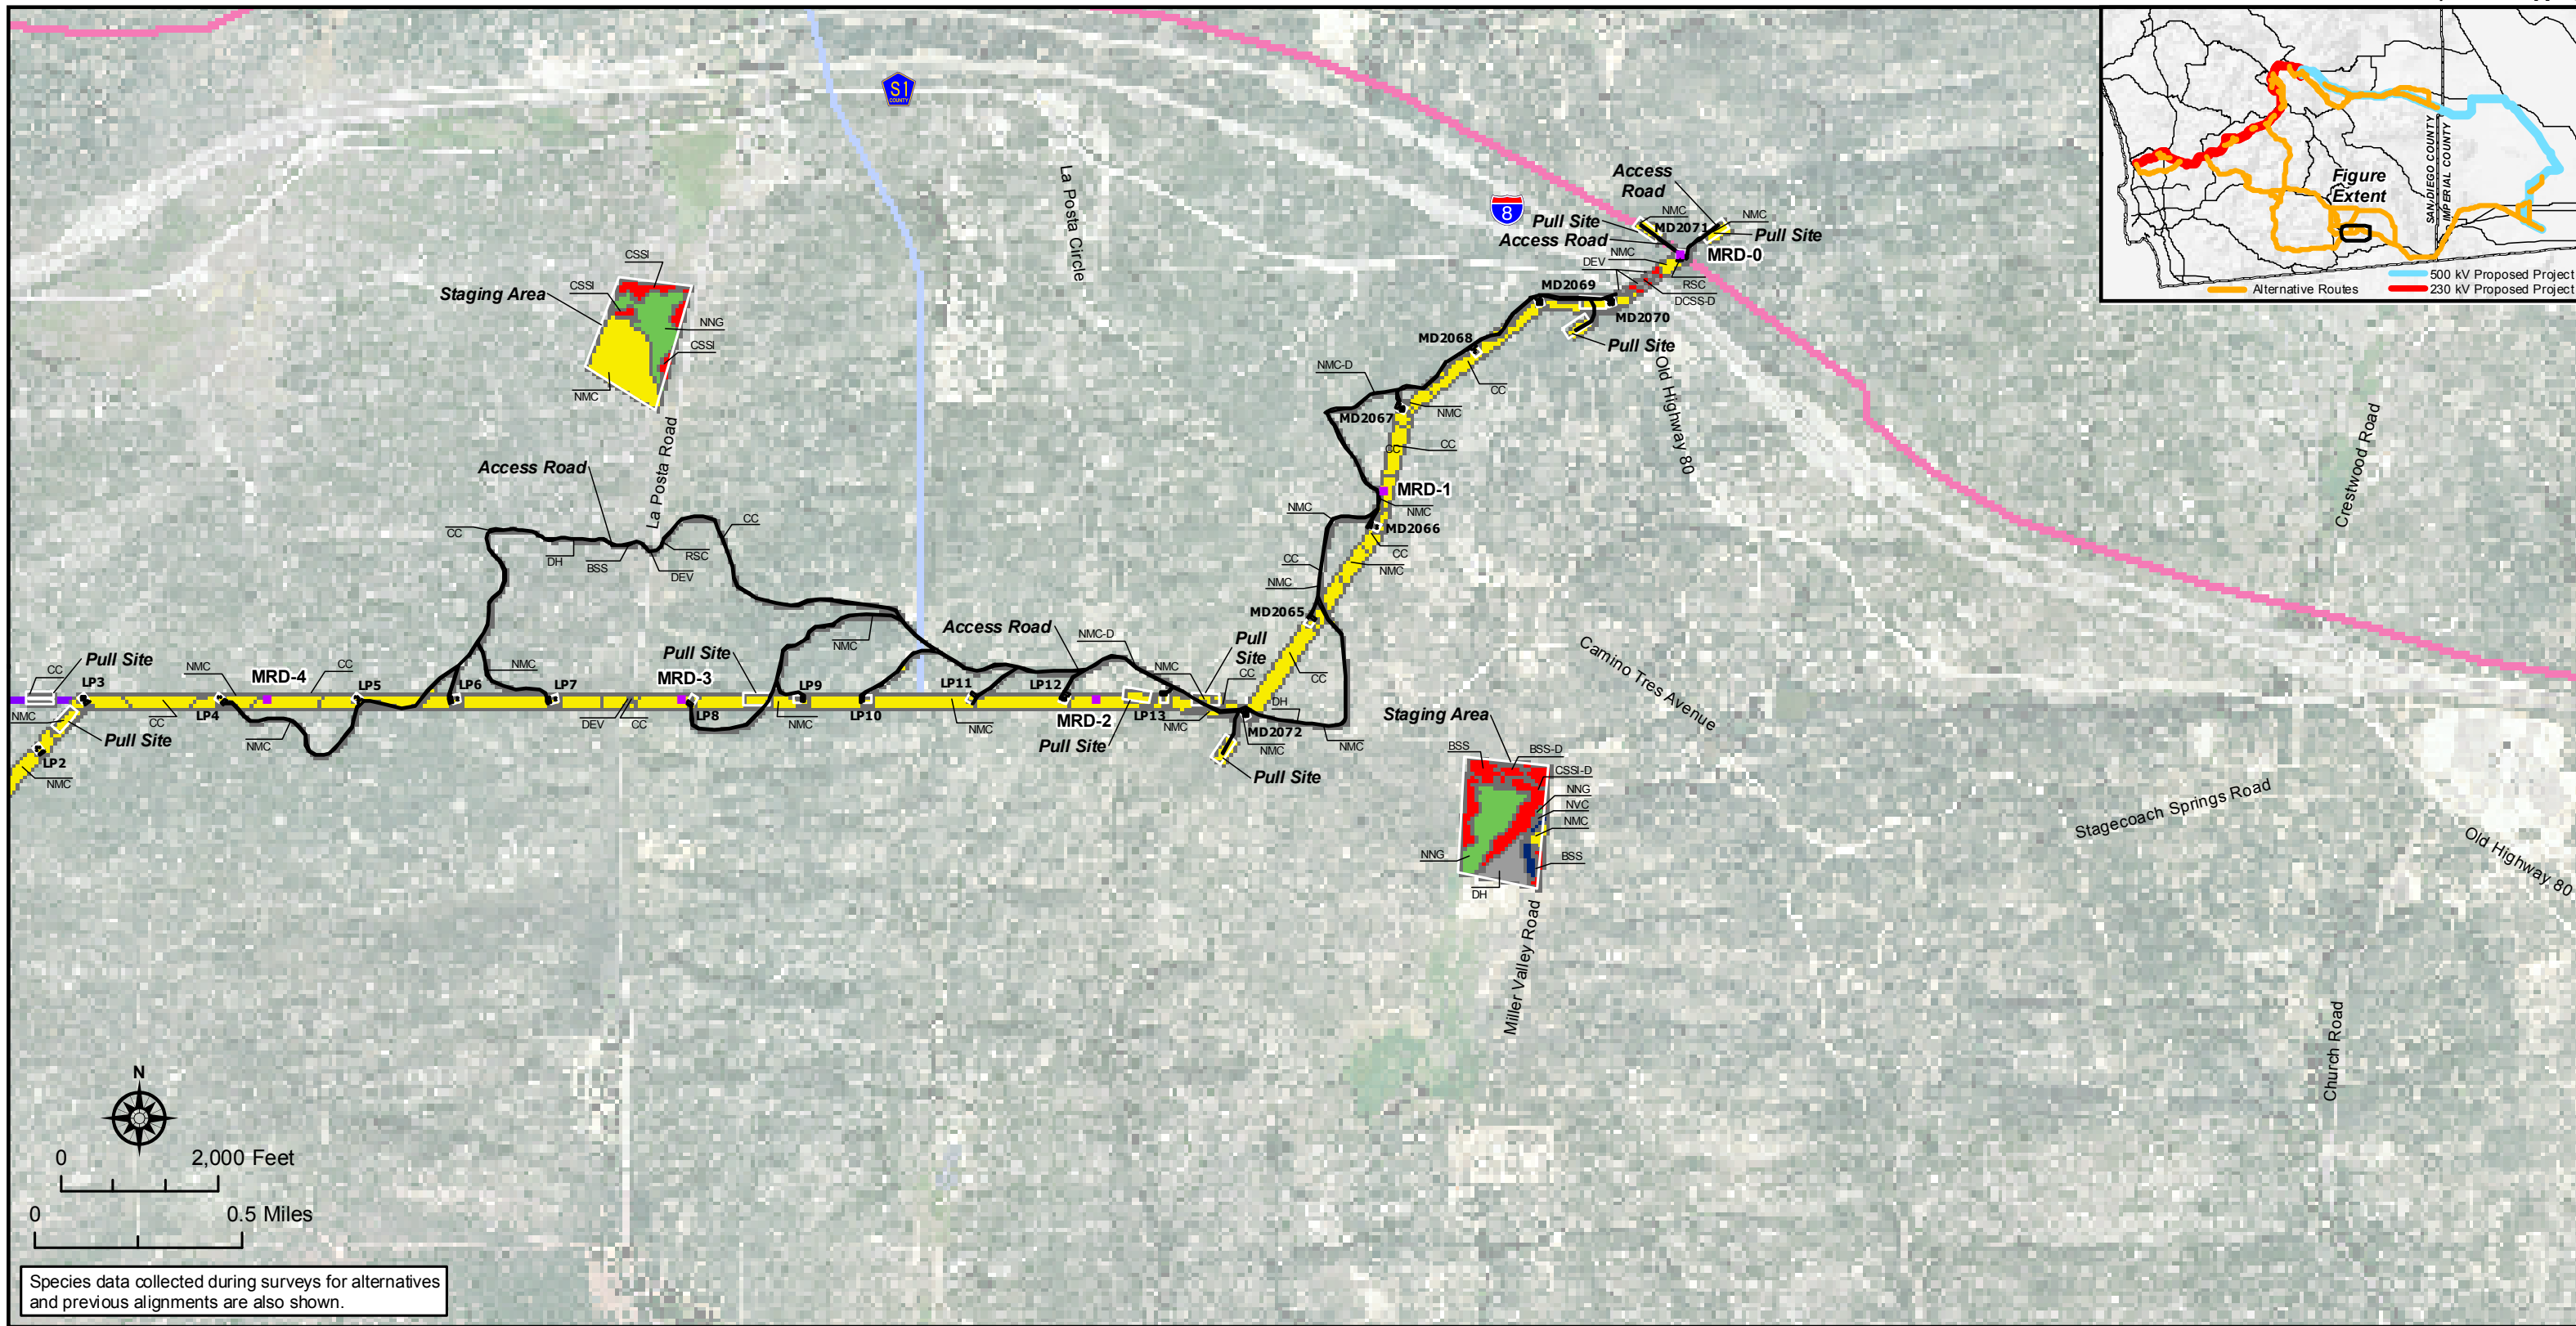 S1
COUNTY
La Posta Circle
8
Access
Road
NMC
NMC
Pull Site
MD2071
Pull Site
Access Road
MRD-0
NMC
DEV
RSC
DCSS-D
MD2069
MD2070
Pull Site
MD2068
Old Highway 80
CC
NMC-D
NMC
MD2067
CC
CC
MRD-1
NMC
NMC
MD2066
CC
CC
NMC
NMC
MD2065
CC
CSSI
CSSI
Staging Area
NNG
CSSI
NMC
La Posta Road
Access Road
CC
CC
DH
BSS
RSC
DEV
NMC
Access Road
NMC-D
Pull
Site
Pull Site
NMC
CC
CC
Pull Site
LP3
NMC
MRD-4
CC
LP5
LP6
NMC
LP7
MRD-3
LP9
LP11
LP12
NMC
CC
LP4
NMC
DEV
CC
LP8
NMC
LP10
NMC
MRD-2
LP13
NMC
DH
Pull Site
LP2
NMC
Pull Site
MD2072
NMC
NMC
Pull Site
Staging Area
BSS
BSS-D
CSSI-D
NNG
NVC
NMC
NNG
BSS
DH
Miller Valley Road
Camino Tres Avenue
Crestwood Road
Stagecoach Springs Road
Old Highway 80
Church Road
Figure
Extent
SAN DIEGO COUNTY
IMPERIAL COUNTY
500 kV Proposed Project
Alternative Routes
230 kV Proposed Project
N
0
2,000 Feet
0
0.5 Miles
Species data collected during surveys for alternatives
and previous alignments are also shown.